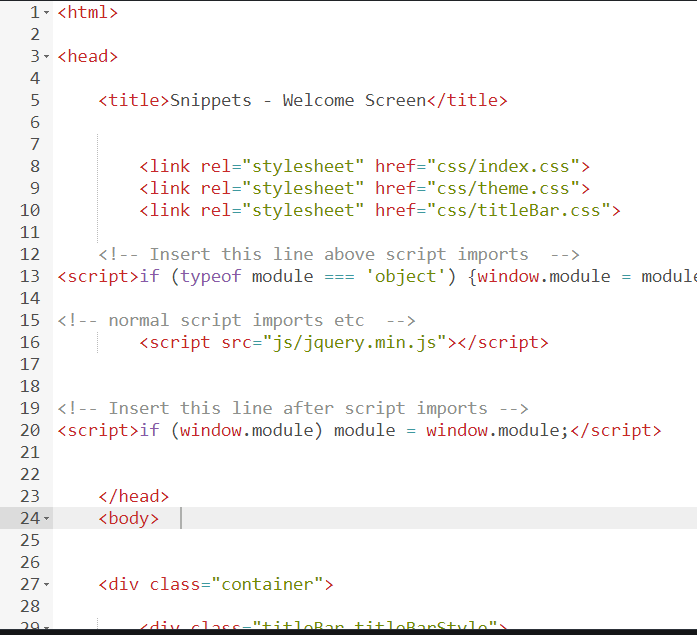 1 <html>
2
3 <head>
4
5 <title>Snippets - Welcome Screen</title>
6
7
8 <link rel="stylesheet" href="css/index.css">
9 <link rel="stylesheet" href="css/theme.css">
10 <link rel="stylesheet" href="css/titleBar.css">
11
12 <!-- Insert this line above script imports  -->
13 <script>if (typeof module === 'object') {window.module = module
14
15 <!-- normal script imports etc  -->
16 <script src="js/jquery.min.js"></script>
17
18
19 <!-- Insert this line after script imports -->
20 <script>if (window.module) module = window.module;</script>
21
22
23 </head>
24 <body>
25
26
27 <div class="container">
28
29 <div class="titleBar titleBarStyle">